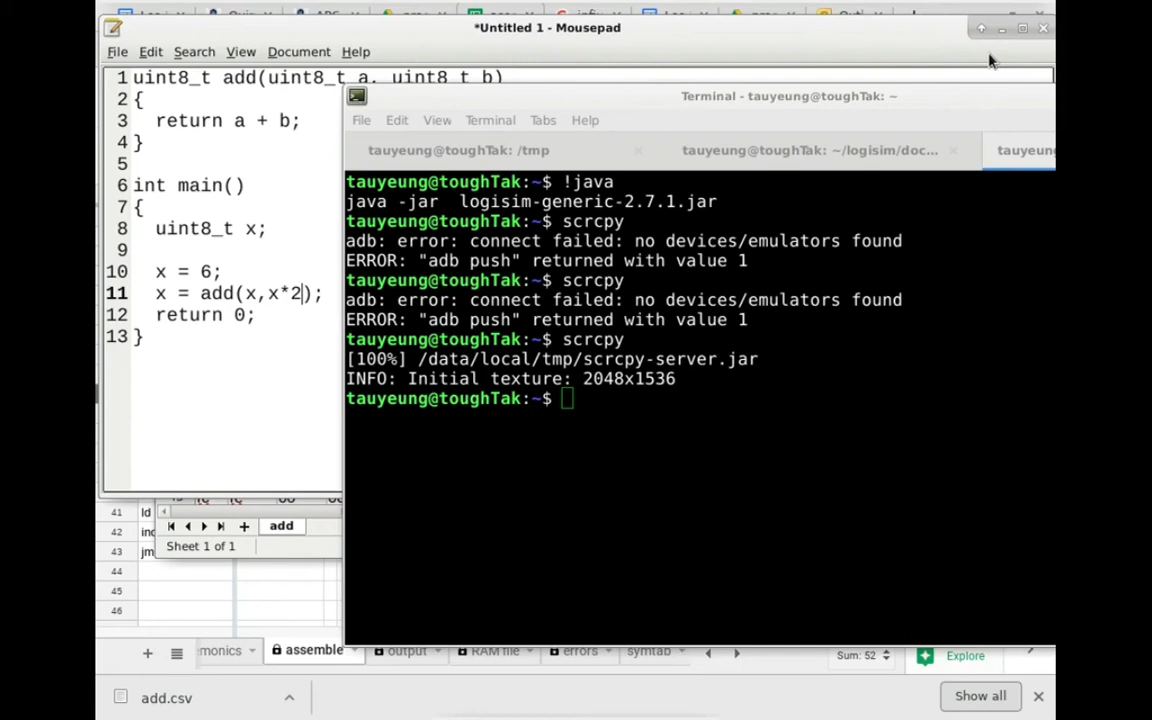 *Untitled 1 - Mousepad
File Edit Search View Document Help
1 uint8_t add(uint8_t a, uint8_t b)
2 {
3 return a + b;
4 }
5
6 int main()
7 {
8 uint8_t x;
9
10 x = 6;
11 x = add(x,x*2);
12 return 0;
13 }
Terminal - tauyeung@toughTak: ~
File Edit View Terminal Tabs Help
tauyeung@toughTak: /tmp
tauyeung@toughTak: ~/logisim/doc...
tauyeung
tauyeung@toughTak:~$ !java
java -jar  logisim-generic-2.7.1.jar
tauyeung@toughTak:~$ scrcpy
adb: error: connect failed: no devices/emulators found
ERROR: "adb push" returned with value 1
tauyeung@toughTak:~$ scrcpy
adb: error: connect failed: no devices/emulators found
ERROR: "adb push" returned with value 1
tauyeung@toughTak:~$ scrcpy
[100%] /data/local/tmp/scrcpy-server.jar
INFO: Initial texture: 2048x1536
tauyeung@toughTak:~$
add
Sheet 1 of 1
41 ld
42
43
44
45
46
monics assemble output RAM file errors symtab
Sum: 52
Explore
add.csv
Show all